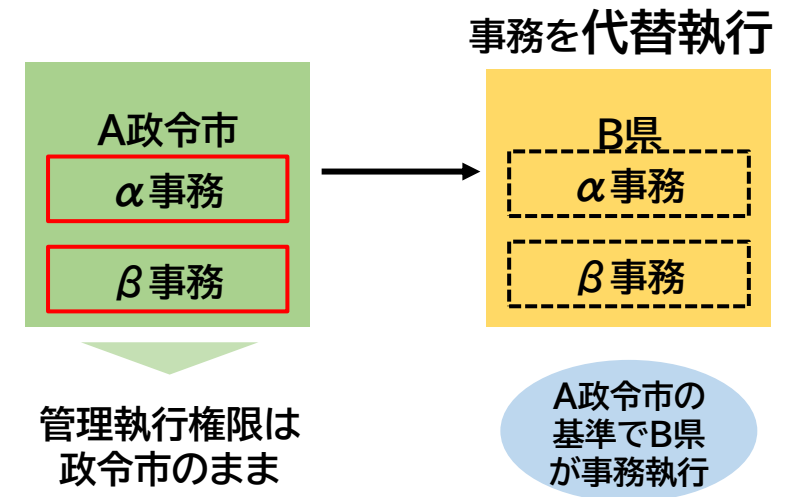 事務を代替執行
A政令市
α事務
β事務
B県
α事務
β事務
管理執行権限は
政令市のまま
A政令市の
基準でB県
が事務執行